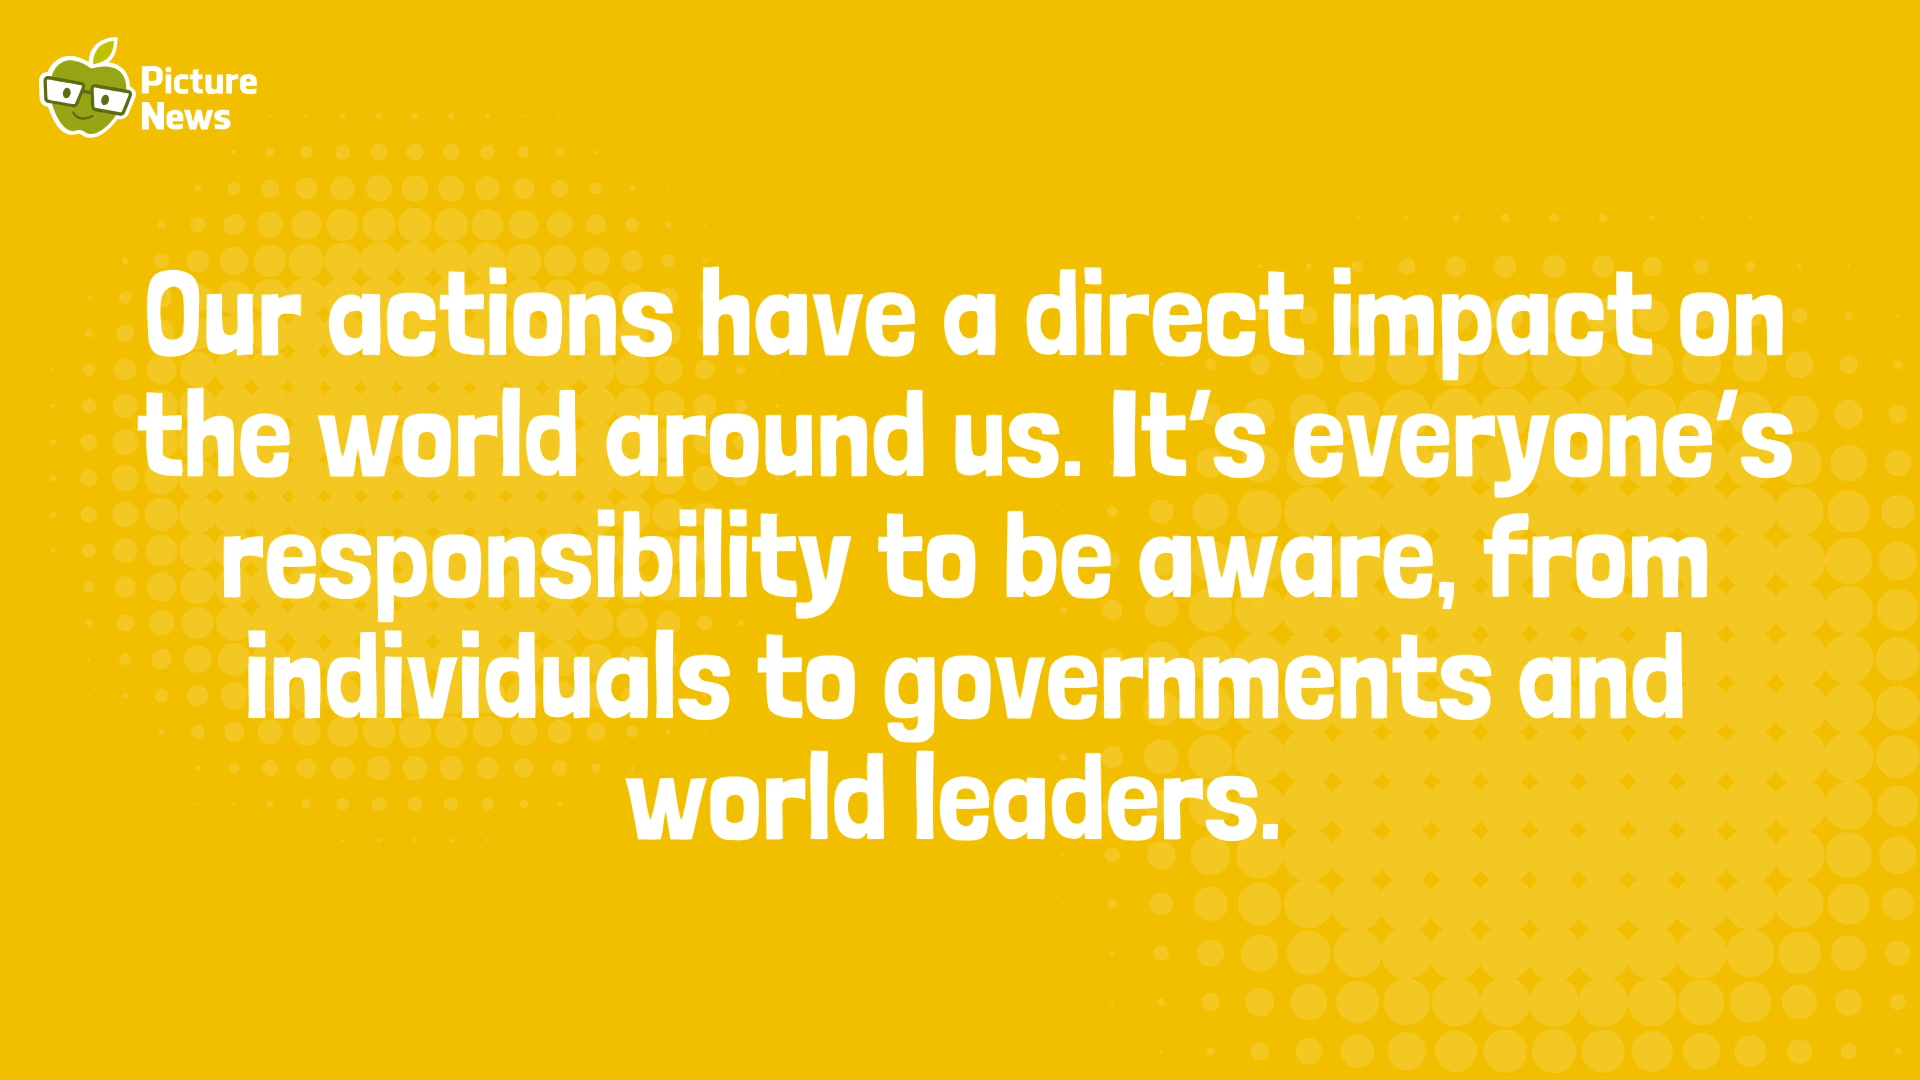 Picture
News
Our actions have a direct impact on
the world around us. It’s everyone’s
responsibility to be aware, from
individuals to governments and
world leaders.